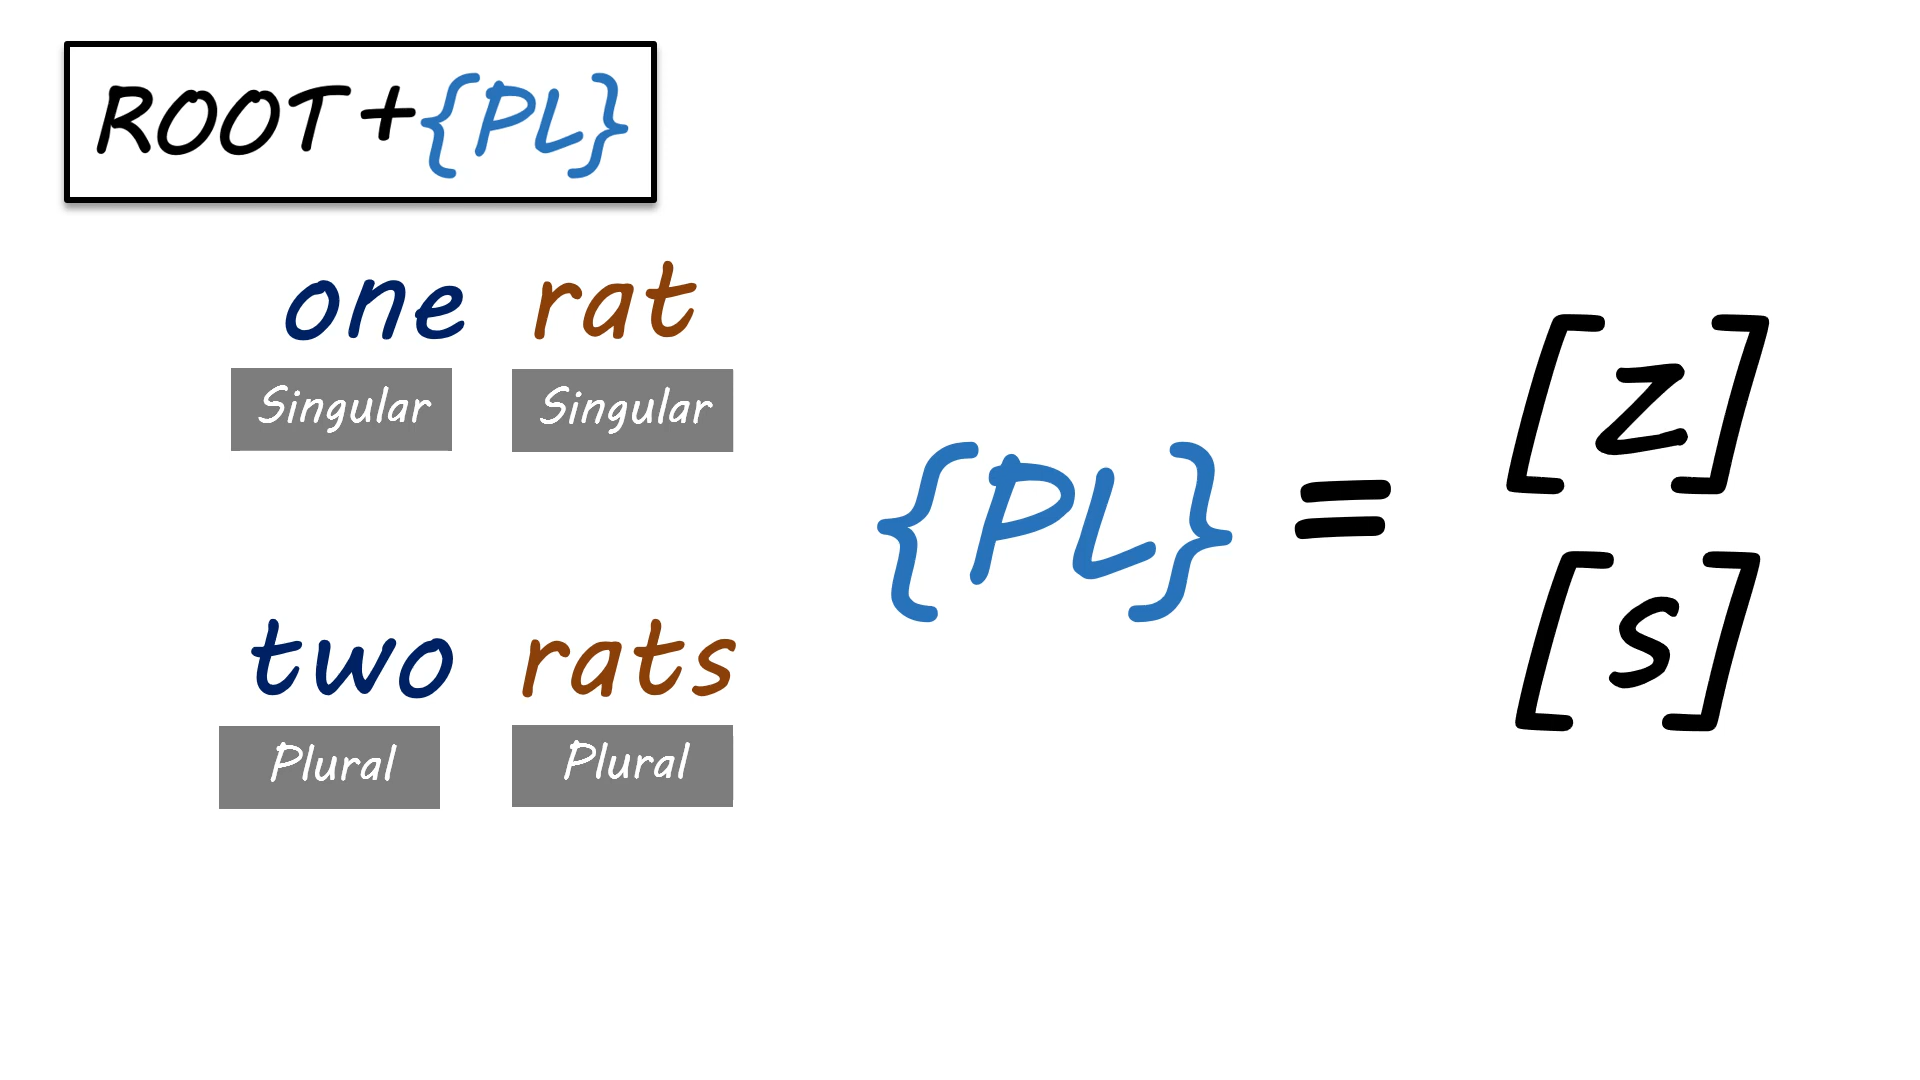 ROOT+{PL}
one rat
Singular Singular
two rats
Plural Plural
{PL} = [z]
[s]